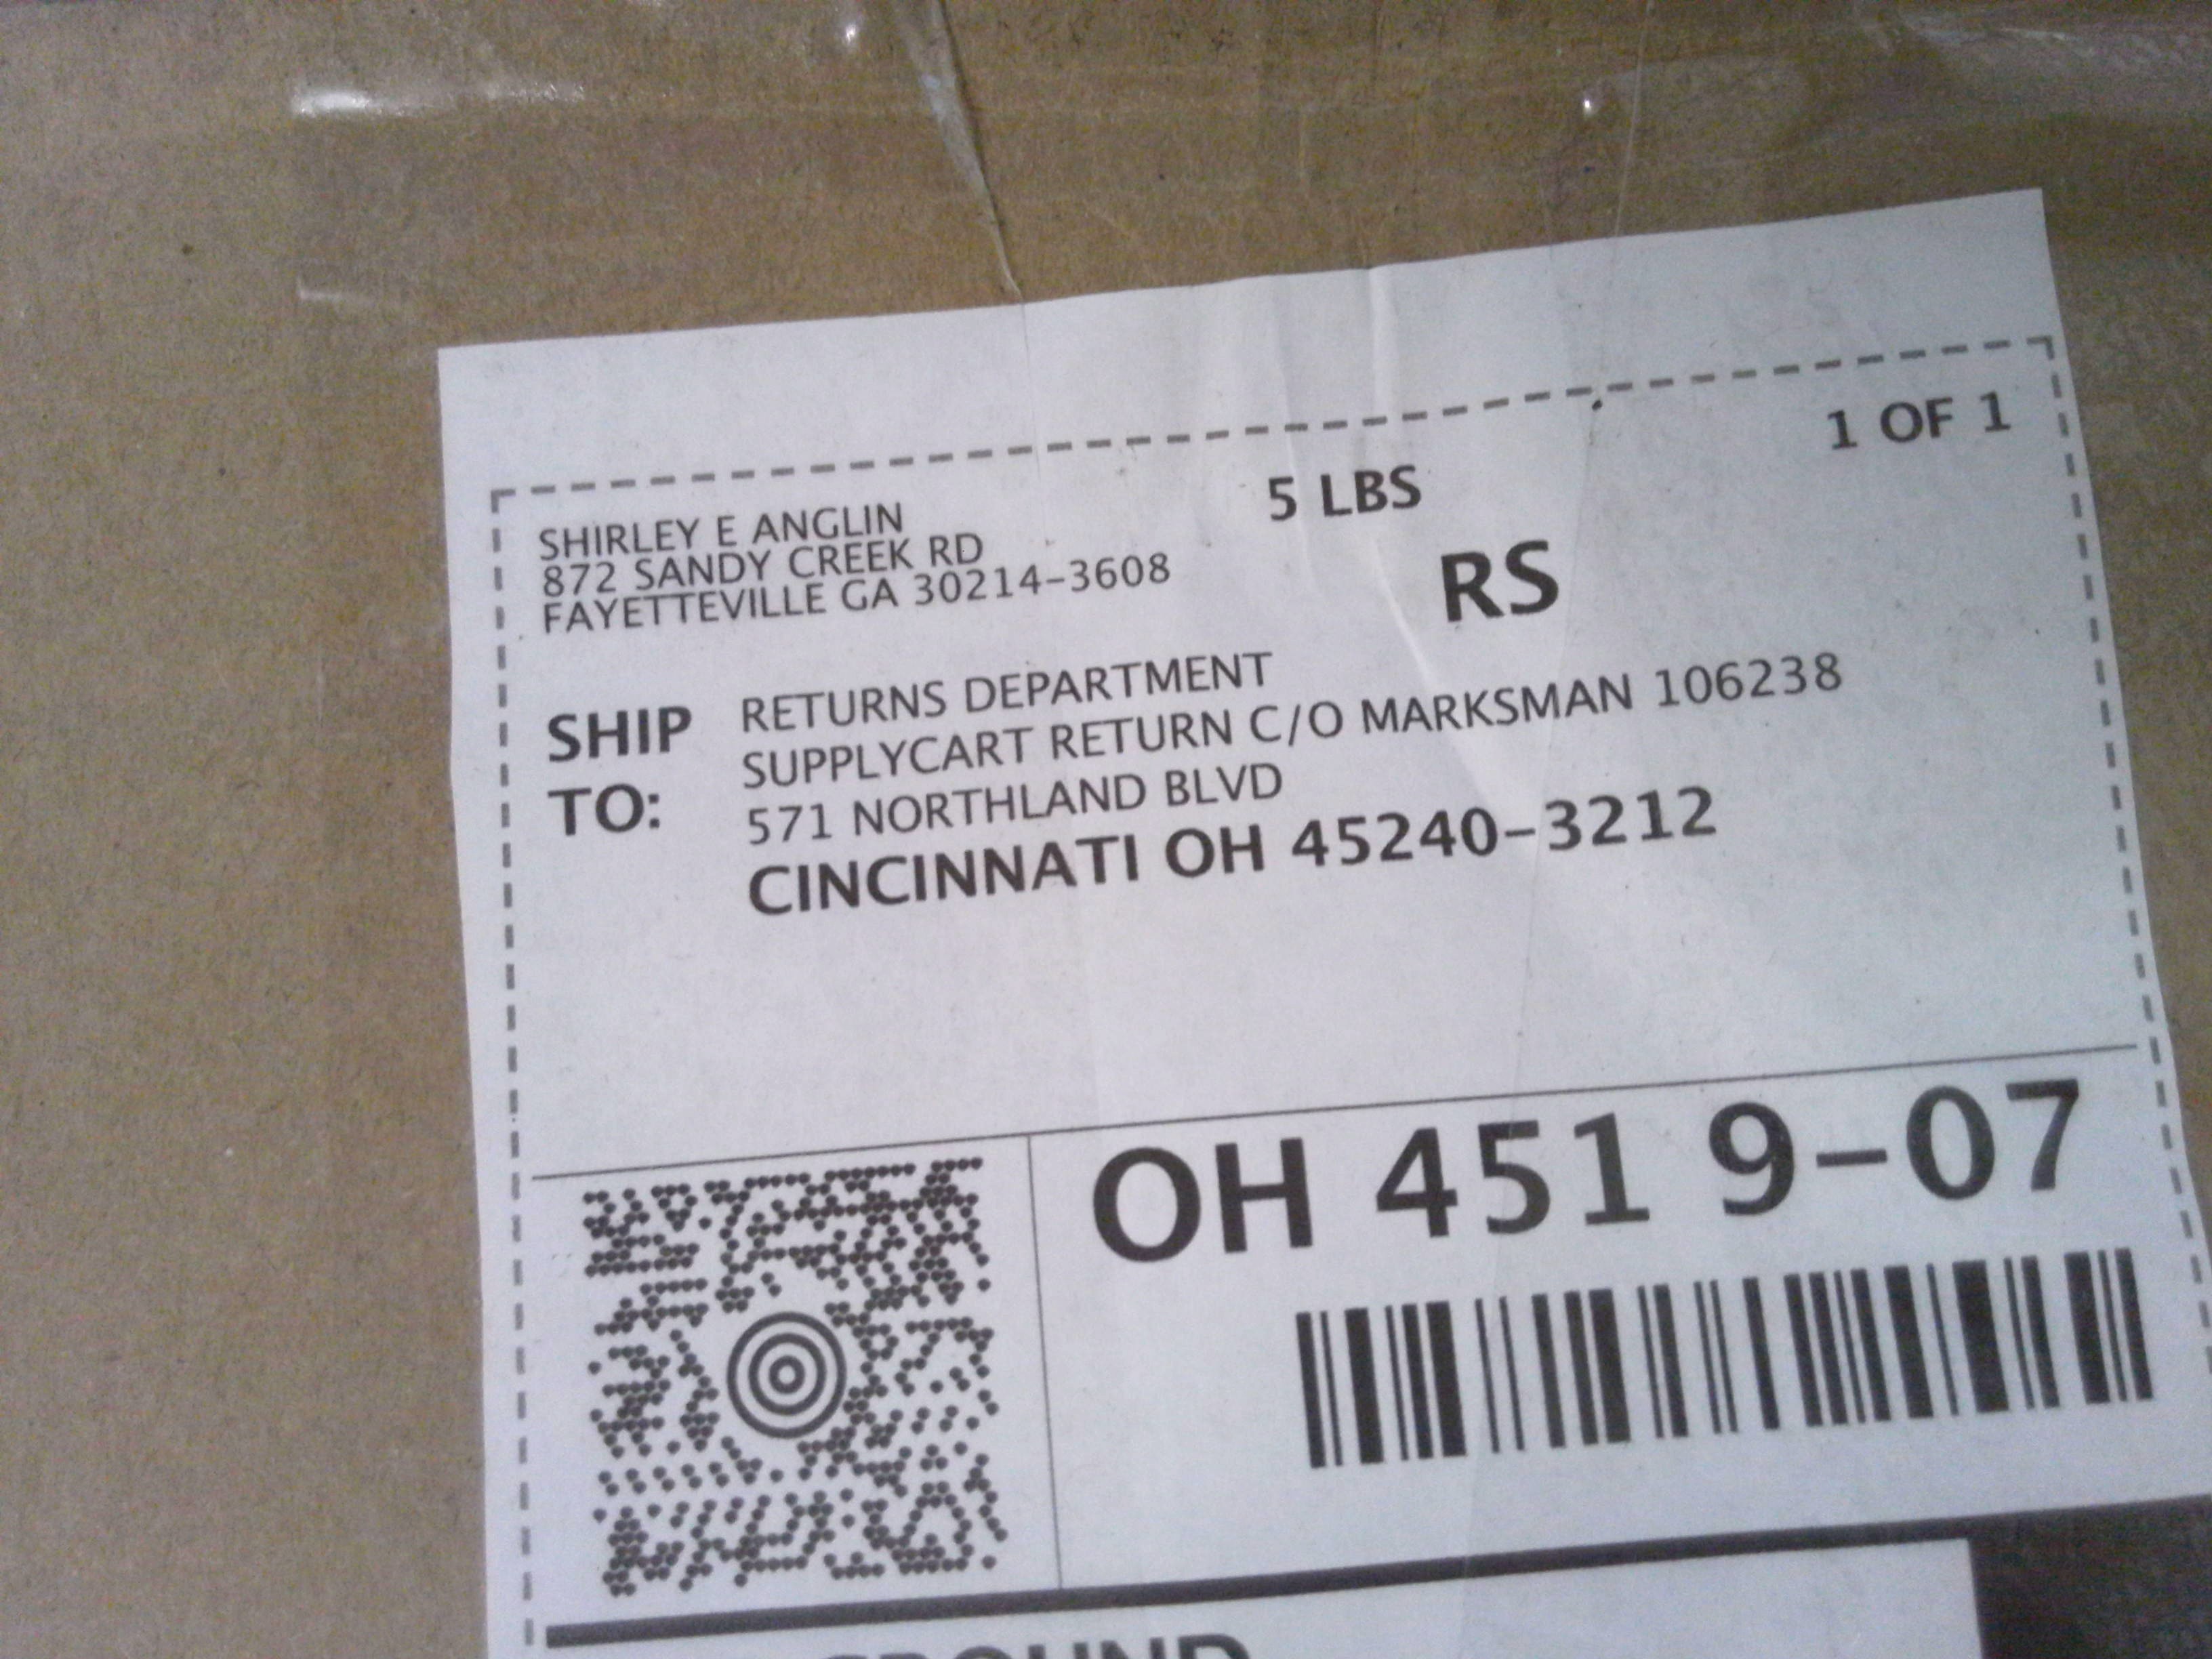 1 OF 1
5 LBS
SHIRLEY E ANGLIN
872 SANDY CREEK RD
FAYETTEVILLE GA 30214-3608
RS
SHIP TO:
RETURNS DEPARTMENT
SUPPLYCART RETURN C/O MARKSMAN 106238
571 NORTHLAND BLVD
CINCINNATI OH 45240-3212
OH 451 9-07